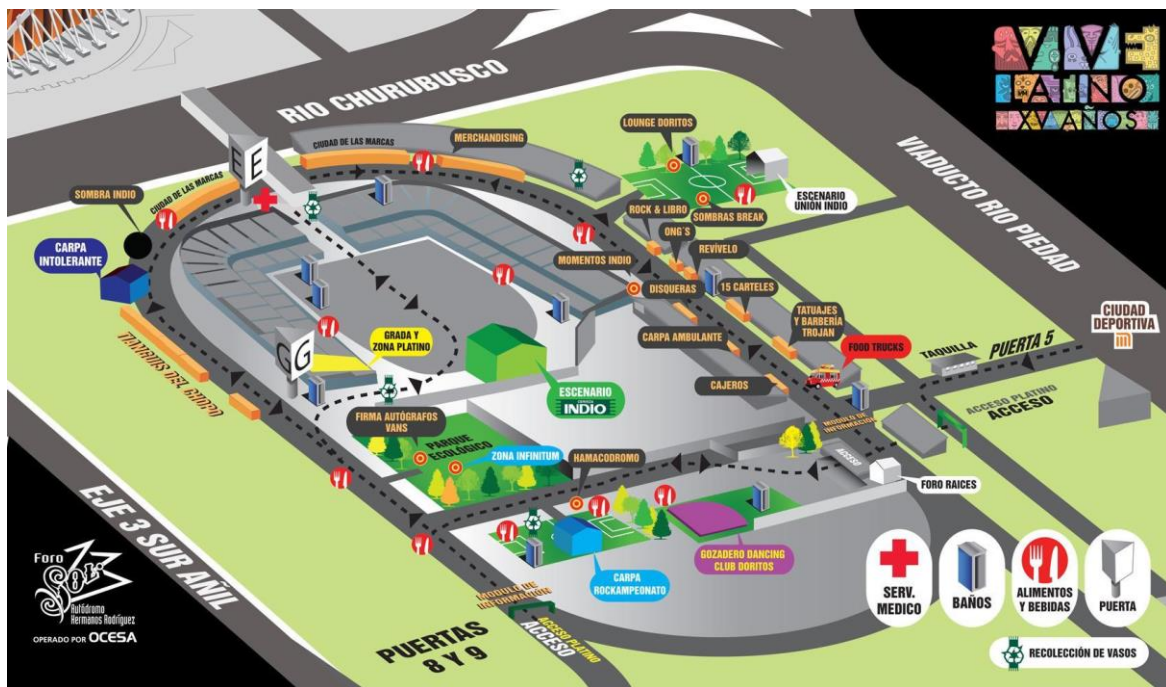 VIVE
LATINO
XV AÑOS
RIO CHURUBUSCO
VIADUCTO RIO PIEDAD
CIUDAD DE LAS MARCAS
MERCHANDISING
LOUNGE DORITOS
EE
SOMBRA INDIO
CIUDAD DE LAS MARCAS
ESCENARIO
UNIÓN INDIO
ROCK & LIBRO
SOMBRAS BREAK
ONG´S
REVÍVELO
CARPA
INTOLERANTE
MOMENTOS INDIO
DISQUERAS
15 CARTELES
CIUDAD
DEPORTIVA
TATUAJES
Y BARBERÍA
TROJAN
CARPA AMBULANTE
GRADA Y
ZONA PLATINO
GG
FOOD TRUCKS
TAQUILLA
PUERTA 5
TIANGUIS DEL CHOPO
CAJEROS
ESCENARIO
INDIO
ACCESO PLATINO
ACCESO
FIRMA AUTÓGRAFOS
VANS
MODULO DE
INFORMACIÓN
PARQUE
ECOLÓGICO
ZONA INFINITUM
HAMACODROMO
ACCESO
FORO RAICES
EJE 3 SUR AÑIL
GOZADERO DANCING
CLUB DORITOS
CARPA
ROCKAMPEONATO
MODULO DE
INFORMACIÓN
ACCESO PLATINO
ACCESO
PUERTAS
8 Y 9
Foro
Sol
Autódromo
Hermanos Rodríguez
OPERADO POR OCESA
SERV.
MEDICO
BAÑOS
ALIMENTOS
Y BEBIDAS
PUERTA
RECOLECCIÓN DE VASOS